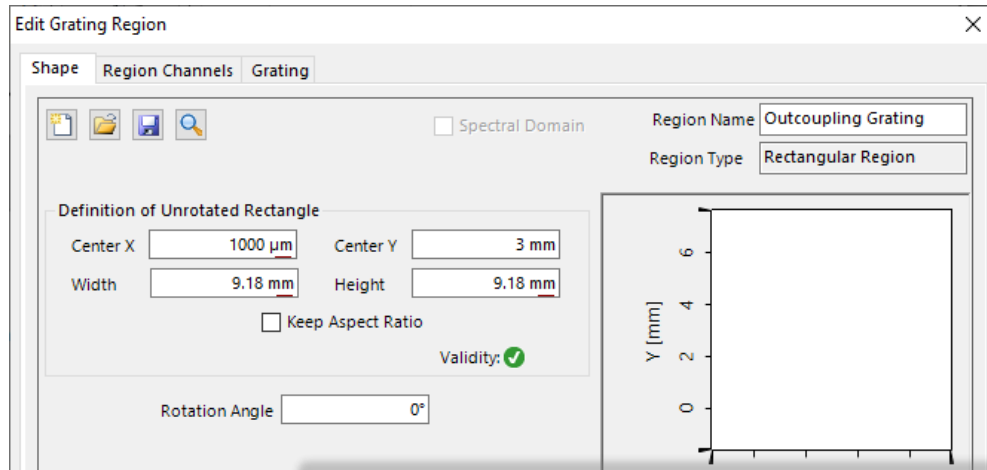 Edit Grating Region
Shape Region Channels Grating
Spectral Domain
Region Name Outcoupling Grating
Region Type Rectangular Region
Definition of Unrotated Rectangle
Center X 1000 µm Center Y 3 mm
Width 9.18 mm Height 9.18 mm
Keep Aspect Ratio
Validity:
Rotation Angle 0°
Y [mm]
6
4
2
0